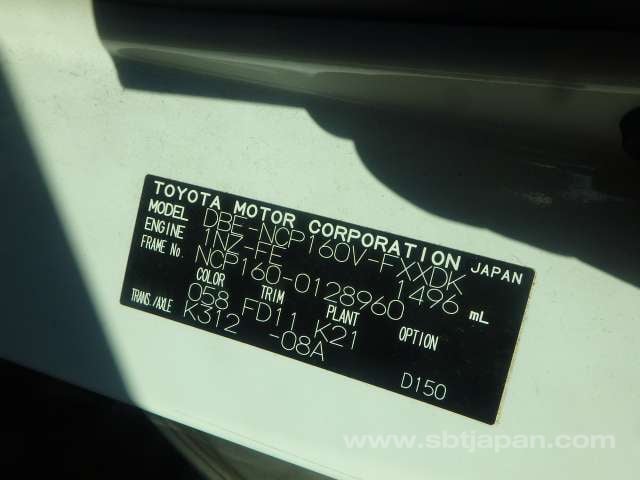 TOYOTA MOTOR CORPORATION JAPAN
MODEL DBE-NCP160V-FXXDK
ENGINE 1NZ-FE 1496 mL
FRAME No. NCP160-0128960
COLOR TRIM PLANT OPTION
058 FD11 K21
TRANS./AXLE K312 -08A
D150
www.sbtjapan.com